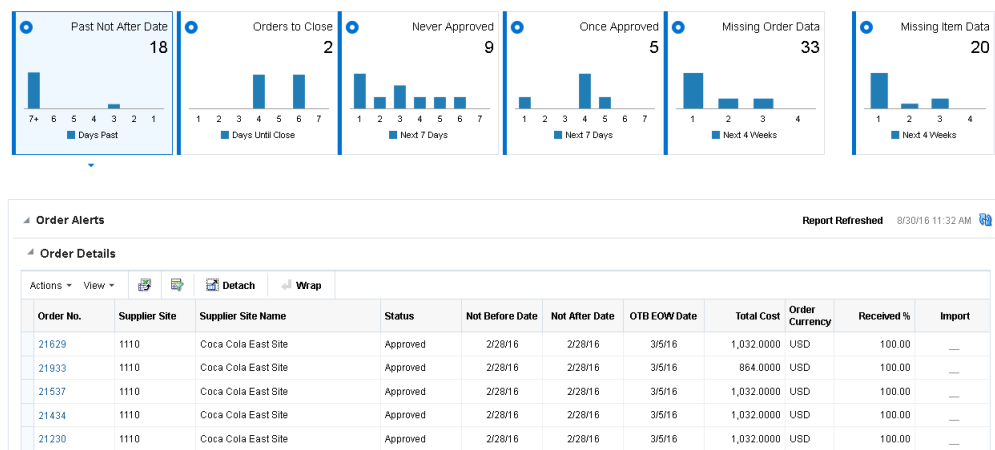 Past Not After Date Orders to Close Never Approved Once Approved Missing Order Data Missing Item Data
18 2 9 5 33 20
7+ 6 5 4 3 2 1 1 2 3 4 5 6 7 1 2 3 4 5 6 7 1 2 3 4 5 6 7 1 2 3 4 1 2 3 4
Days Past Days Until Close Next 7 Days Next 7 Days Next 4 Weeks Next 4 Weeks
Order Alerts Report Refreshed 8/30/16 11:32 AM
Order Details
Actions View Detach Wrap
Order No. Supplier Site Supplier Site Name Status Not Before Date Not After Date OTB EOW Date Total Cost Order Currency Received % Import
21629 1110 Coca Cola East Site Approved 2/28/16 2/28/16 3/5/16 1,032.0000 USD 100.00 __
21933 1110 Coca Cola East Site Approved 2/28/16 2/28/16 3/5/16 864.0000 USD 100.00 __
21537 1110 Coca Cola East Site Approved 2/28/16 2/28/16 3/5/16 1,032.0000 USD 100.00 __
21434 1110 Coca Cola East Site Approved 2/28/16 2/28/16 3/5/16 1,032.0000 USD 100.00 __
21230 1110 Coca Cola East Site Approved 2/28/16 2/28/16 3/5/16 1,032.0000 USD 100.00 __